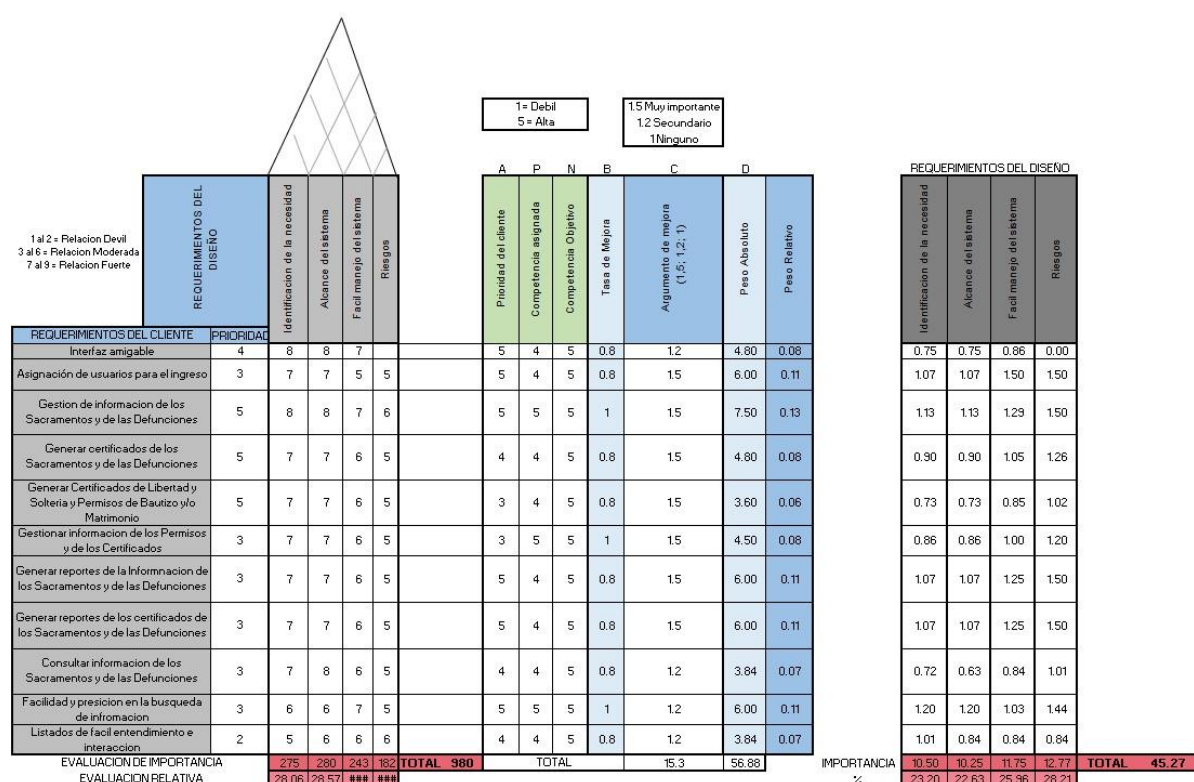 1= Debil
5 = Alta
1.5 Muy importante
1.2 Secundario
1 Ninguno
A P N B C D
REQUERIMIENTOS DEL DISEÑO
1 al 2 = Relacion Devil
3 al 6 = Relacion Moderada
7 al 9 = Relacion Fuerte
REQUERIMIENTOS DEL
DISEÑO
Identificacion de la necesidad
Alcance del sistema
Facil manejo del sistema
Riesgos
Prioridad del cliente
Competencia asignada
Competencia Objetivo
Tasa de Mejora
Argumento de mejora
(1,5; 1,2; 1)
Peso Absoluto
Peso Relativo
Identificacion de la necesidad
Alcance del sistema
Facil manejo del sistema
Riesgos
REQUERIMIENTOS DEL CLIENTE PRIORIDAD
Interfaz amigable 4 8 8 7 5 4 5 0.8 1.2 4.80 0.08 0.75 0.75 0.86 0.00
Asignación de usuarios para el ingreso 3 7 7 5 5 5 4 5 0.8 1.5 6.00 0.11 1.07 1.07 1.50 1.50
Gestion de informacion de los
Sacramentos y de las Defunciones 5 8 8 7 6 5 5 5 1 1.5 7.50 0.13 1.13 1.13 1.29 1.50
Generar certificados de los
Sacramentos y de las Defunciones 5 7 7 6 5 4 4 5 0.8 1.5 4.80 0.08 0.90 0.90 1.05 1.26
Generar Certificados de Libertad y
Solteria y Permisos de Bautizo y/o
Matrimonio 5 7 7 6 5 3 4 5 0.8 1.5 3.60 0.06 0.73 0.73 0.85 1.02
Gestionar informacion de los Permisos
y de los Certificados 3 7 7 6 5 3 5 5 1 1.5 4.50 0.08 0.86 0.86 1.00 1.20
Generar reportes de la Informnacion de
los Sacramentos y de las Defunciones 3 7 7 6 5 5 4 5 0.8 1.5 6.00 0.11 1.07 1.07 1.25 1.50
Generar reportes de los certificados de
los Sacramentos y de las Defunciones 3 7 7 6 5 5 4 5 0.8 1.5 6.00 0.11 1.07 1.07 1.25 1.50
Consultar informacion de los
Sacramentos y de las Defunciones 3 7 8 6 5 4 4 5 0.8 1.2 3.84 0.07 0.72 0.63 0.84 1.01
Facilidad y presicion en la busqueda
de infromacion 3 6 6 7 5 5 5 5 1 1.2 6.00 0.11 1.20 1.20 1.03 1.44
Listados de facil entendimiento e
interaccion 2 5 6 6 6 4 4 5 0.8 1.2 3.84 0.07 1.01 0.84 0.84 0.84
EVALUACION DE IMPORTANCIA 275 280 243 182 TOTAL 980 TOTAL 15.3 56.88 IMPORTANCIA 10.50 10.25 11.75 12.77 TOTAL 45.27
EVALUACION RELATIVA 28.06 28.57 ### ### % 23.20 22.63 25.96 28.21